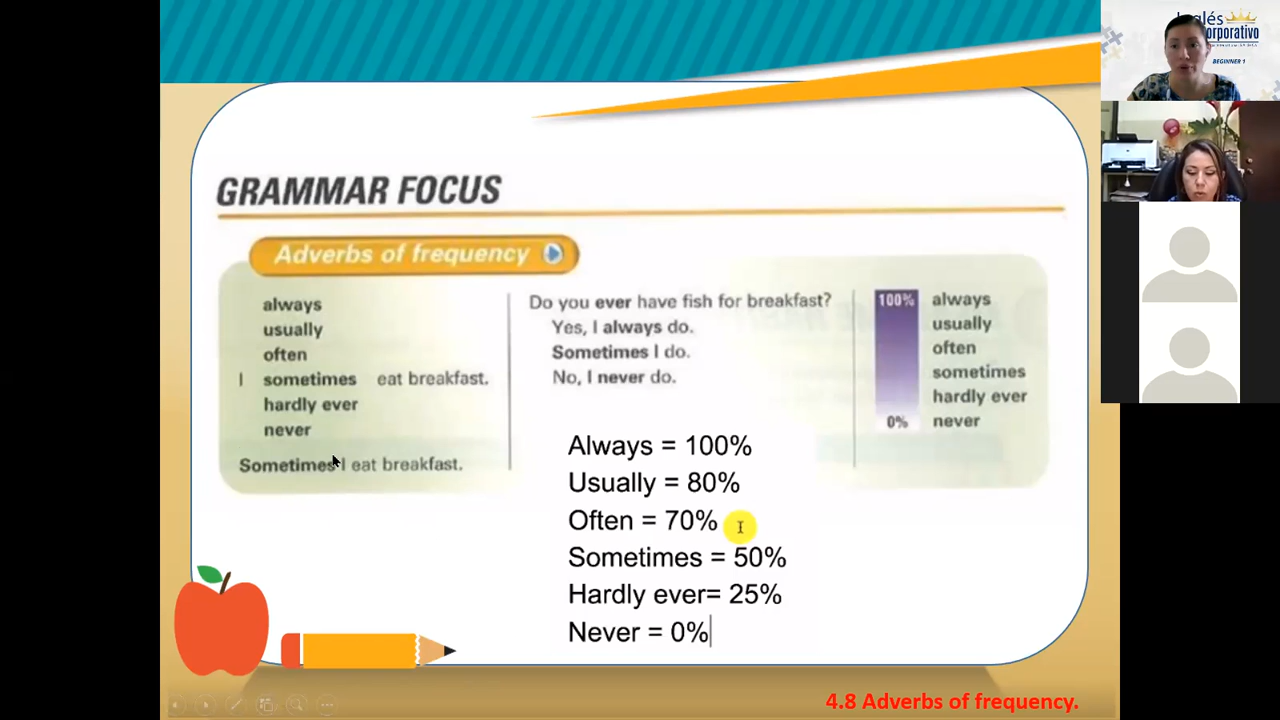 GRAMMAR FOCUS
Adverbs of frequency
always
usually
often
I sometimes eat breakfast.
hardly ever
never
Sometimes I eat breakfast.
Do you ever have fish for breakfast?
Yes, I always do.
Sometimes I do.
No, I never do.
100% always
usually
often
sometimes
hardly ever
0% never
Always = 100%
Usually = 80%
Often = 70%
Sometimes = 50%
Hardly ever= 25%
Never = 0%
4.8 Adverbs of frequency.
BEGINNER 1